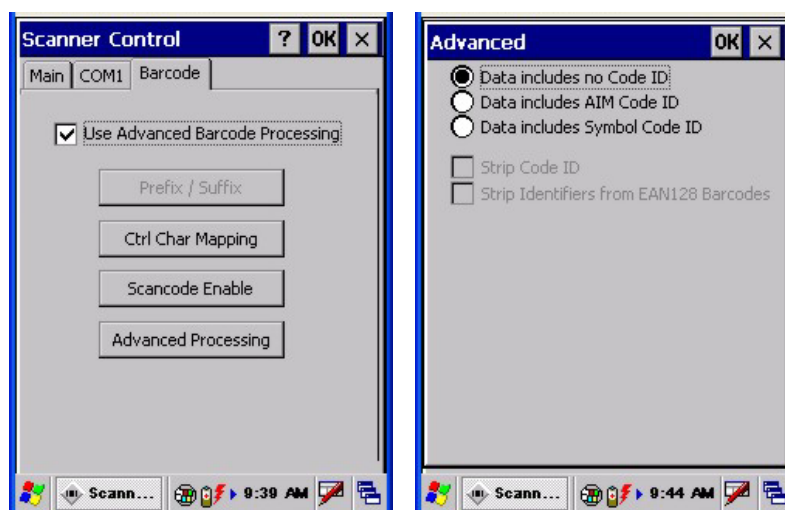 Scanner Control ? OK ×
Main COM1 Barcode
Use Advanced Barcode Processing
Prefix / Suffix
Ctrl Char Mapping
Scancode Enable
Advanced Processing
Scann... 9:39 AM
Advanced OK ×
Data includes no Code ID
Data includes AIM Code ID
Data includes Symbol Code ID
Strip Code ID
Strip Identifiers from EAN128 Barcodes
Scann... 9:44 AM